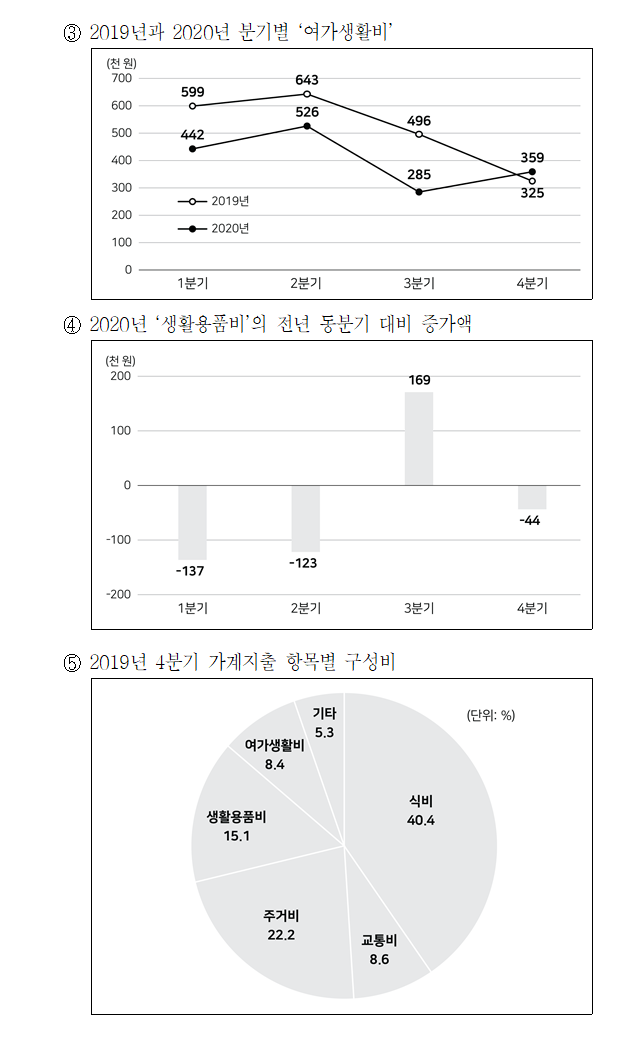 ③ 2019년과 2020년 분기별 ‘여가생활비’
(천 원)
700
600
500
400
300
200
100
0
599
643
496
325
442
526
285
359
2019년
2020년
1분기 2분기 3분기 4분기
④ 2020년 ‘생활용품비’의 전년 동분기 대비 증가액
(천 원)
200
100
0
-100
-200
-137
-123
169
-44
1분기 2분기 3분기 4분기
⑤ 2019년 4분기 가계지출 항목별 구성비
(단위: %)
기타
5.3
여가생활비
8.4
식비
40.4
생활용품비
15.1
주거비
22.2
교통비
8.6